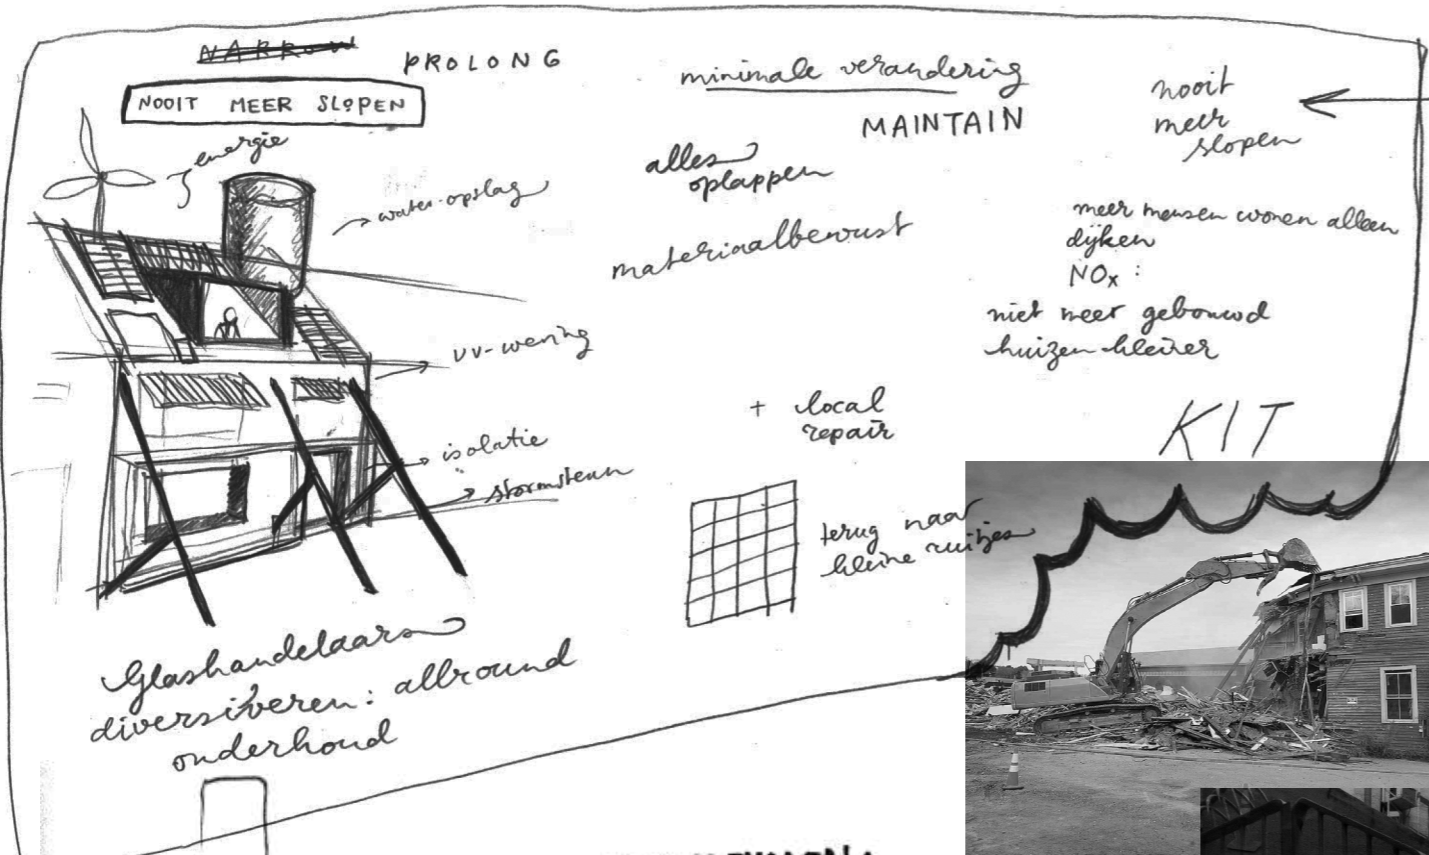 NARROW
PROLONG
NOOIT MEER SLOPEN
energie
water-opslag
UV-wering
isolatie
stormsteun
Glashandelaars
diversiveren: allround
onderhoud
minimale verandering
MAINTAIN
alles
oplappen
materiaalbewust
+ local
repair
terug naar
kleine ruitjes
nooit
meer
slopen
meer mensen wonen alleen
dijken
NOx :
niet meer gebouwd
huizen kleiner
KIT